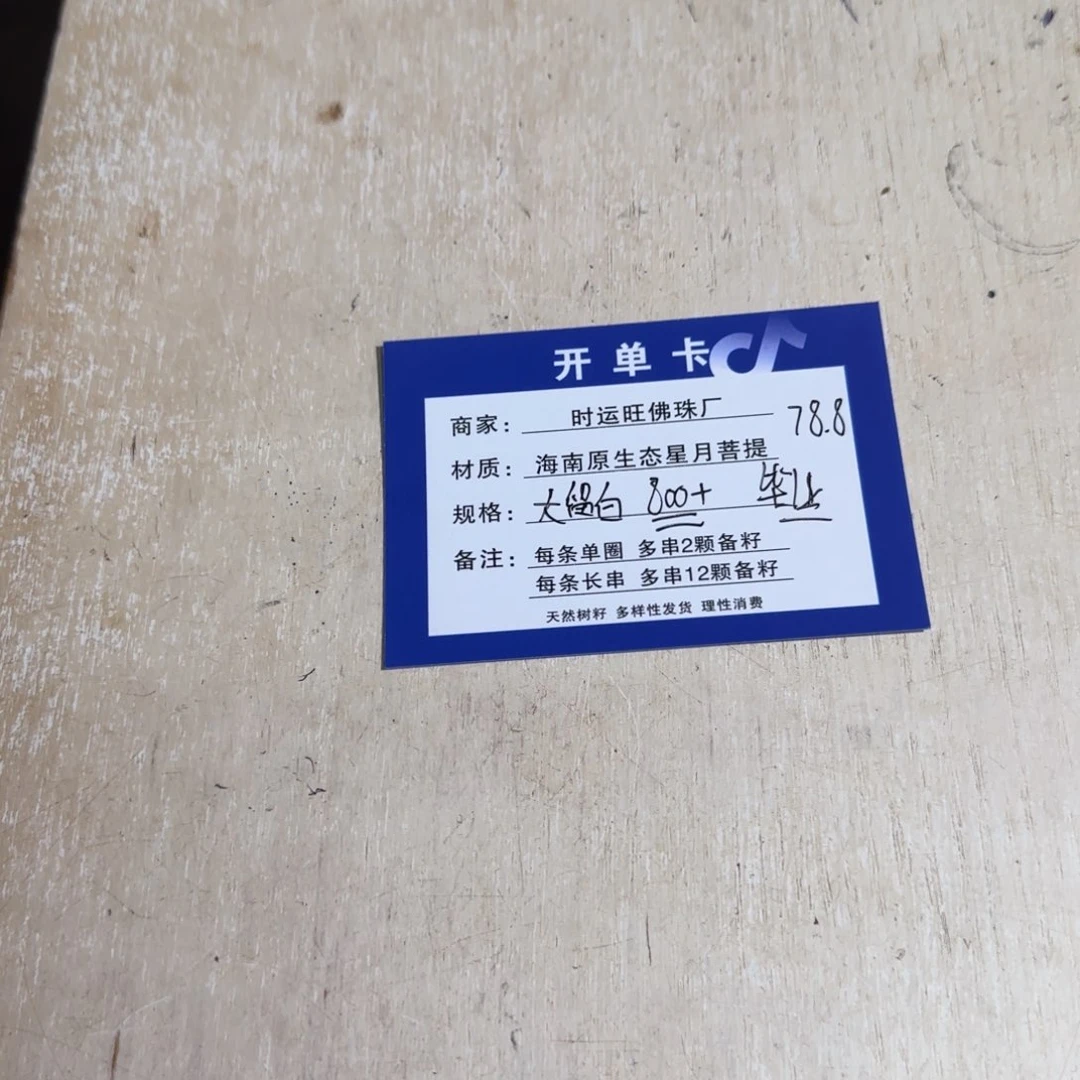 开单卡
商家： 时运旺佛珠厂 78.8
材质： 海南原生态星月菩提
规格： 大留白 800+
备注： 每条单圈 多串2颗备籽
每条长串 多串12颗备籽
天然树籽 多样性发货 理性消费